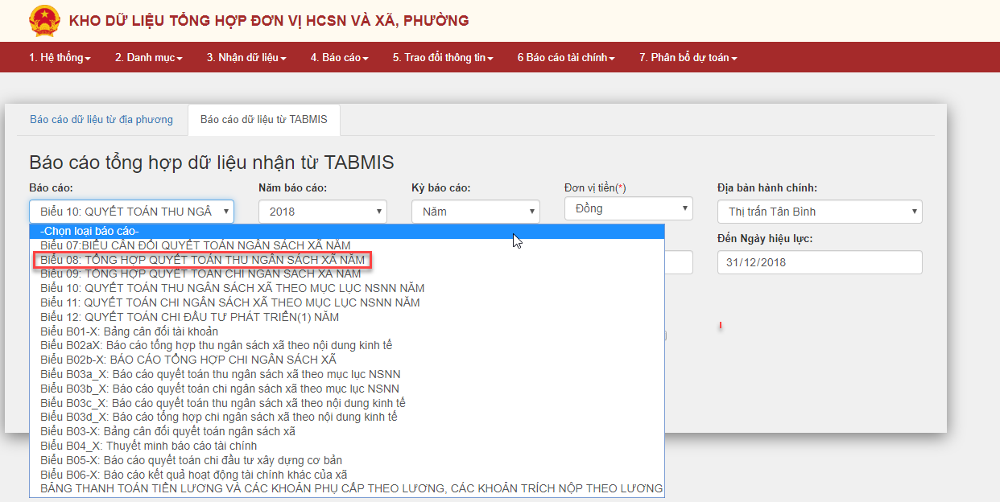 KHO DỮ LIỆU TỔNG HỢP ĐƠN VỊ HCSN VÀ XÃ, PHƯỜNG
1. Hệ thống 2. Danh mục 3. Nhận dữ liệu 4. Báo cáo 5. Trao đổi thông tin 6 Báo cáo tài chính 7. Phân bổ dự toán
Báo cáo dữ liệu từ địa phương Báo cáo dữ liệu từ TABMIS
Báo cáo tổng hợp dữ liệu nhận từ TABMIS
Báo cáo: Năm báo cáo: Kỳ báo cáo: Đơn vị tiền(*) Địa bàn hành chính:
Biểu 10: QUYẾT TOÁN THU NGÂ 2018 Năm Đồng Thị trấn Tân Bình
-Chọn loại báo cáo-
Đến Ngày hiệu lực:
Biểu 07:BIỂU CÂN ĐỐI QUYẾT TOÁN NGÂN SÁCH XÃ NĂM
Biểu 08: TỔNG HỢP QUYẾT TOÁN THU NGÂN SÁCH XÃ NĂM
31/12/2018
Biểu 09: TỔNG HỢP QUYẾT TOÁN CHI NGÂN SÁCH XÃ NĂM
Biểu 10: QUYẾT TOÁN THU NGÂN SÁCH XÃ THEO MỤC LỤC NSNN NĂM
Biểu 11: QUYẾT TOÁN CHI NGÂN SÁCH XÃ THEO MỤC LỤC NSNN NĂM
Biểu 12: QUYẾT TOÁN CHI ĐẦU TƯ PHÁT TRIỂN(1) NĂM
Biểu B01-X: Bảng cân đối tài khoản
Biểu B02aX: Báo cáo tổng hợp thu ngân sách xã theo nội dung kinh tế
Biểu B02b-X: BÁO CÁO TỔNG HỢP CHI NGÂN SÁCH XÃ
Biểu B03a_X: Báo cáo quyết toán thu ngân sách xã theo mục lục NSNN
Biểu B03b_X: Báo cáo quyết toán chi ngân sách xã theo mục lục NSNN
Biểu B03c_X: Báo cáo quyết toán thu ngân sách xã theo nội dung kinh tế
Biểu B03d_X: Báo cáo tổng hợp chi ngân sách xã theo nội dung kinh tế
Biểu B03-X: Bảng cân đối quyết toán ngân sách xã
Biểu B04_X: Thuyết minh báo cáo tài chính
Biểu B05-X: Báo cáo quyết toán chi đầu tư xây dựng cơ bản
Biểu B06-X: Báo cáo kết quả hoạt động tài chính khác của xã
BẢNG THANH TOÁN TIỀN LƯƠNG VÀ CÁC KHOẢN PHỤ CẤP THEO LƯƠNG, CÁC KHOẢN TRÍCH NỘP THEO LƯƠNG